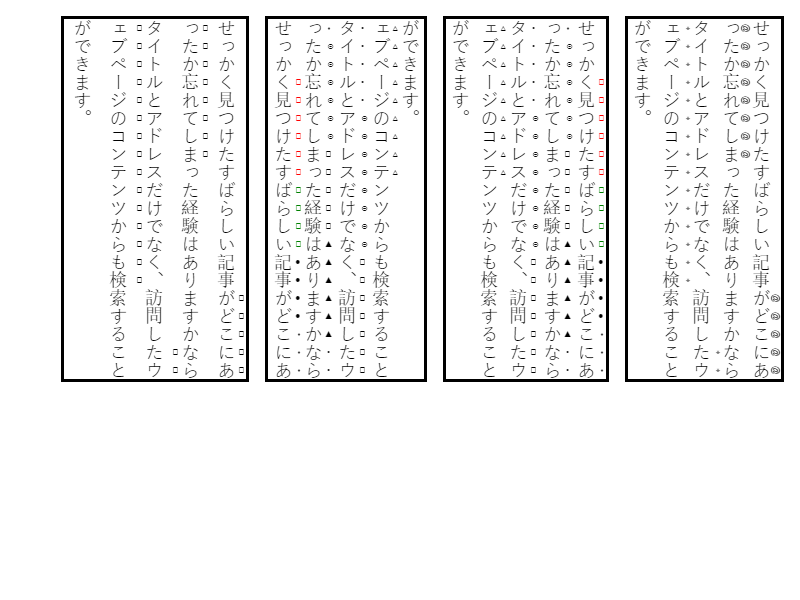 せっかく見つけたすばらしい記事がどこにあ
ったか忘れてしまった経験はありますかなら
タイトルとアドレスだけでなく、訪問したウ
ェブページのコンテンツからも検索すること
ができます。
せっかく見つけたすばらしい記事がどこにあ
ったか忘れてしまった経験はありますかなら
タイトルとアドレスだけでなく、訪問したウ
ェブページのコンテンツからも検索すること
ができます。
せっかく見つけたすばらしい記事がどこにあ
ったか忘れてしまった経験はありますかなら
タイトルとアドレスだけでなく、訪問したウ
ェブページのコンテンツからも検索すること
ができます。
せっかく見つけたすばらしい記事がどこにあ
ったか忘れてしまった経験はありますかなら
タイトルとアドレスだけでなく、訪問したウ
ェブページのコンテンツからも検索すること
ができます。